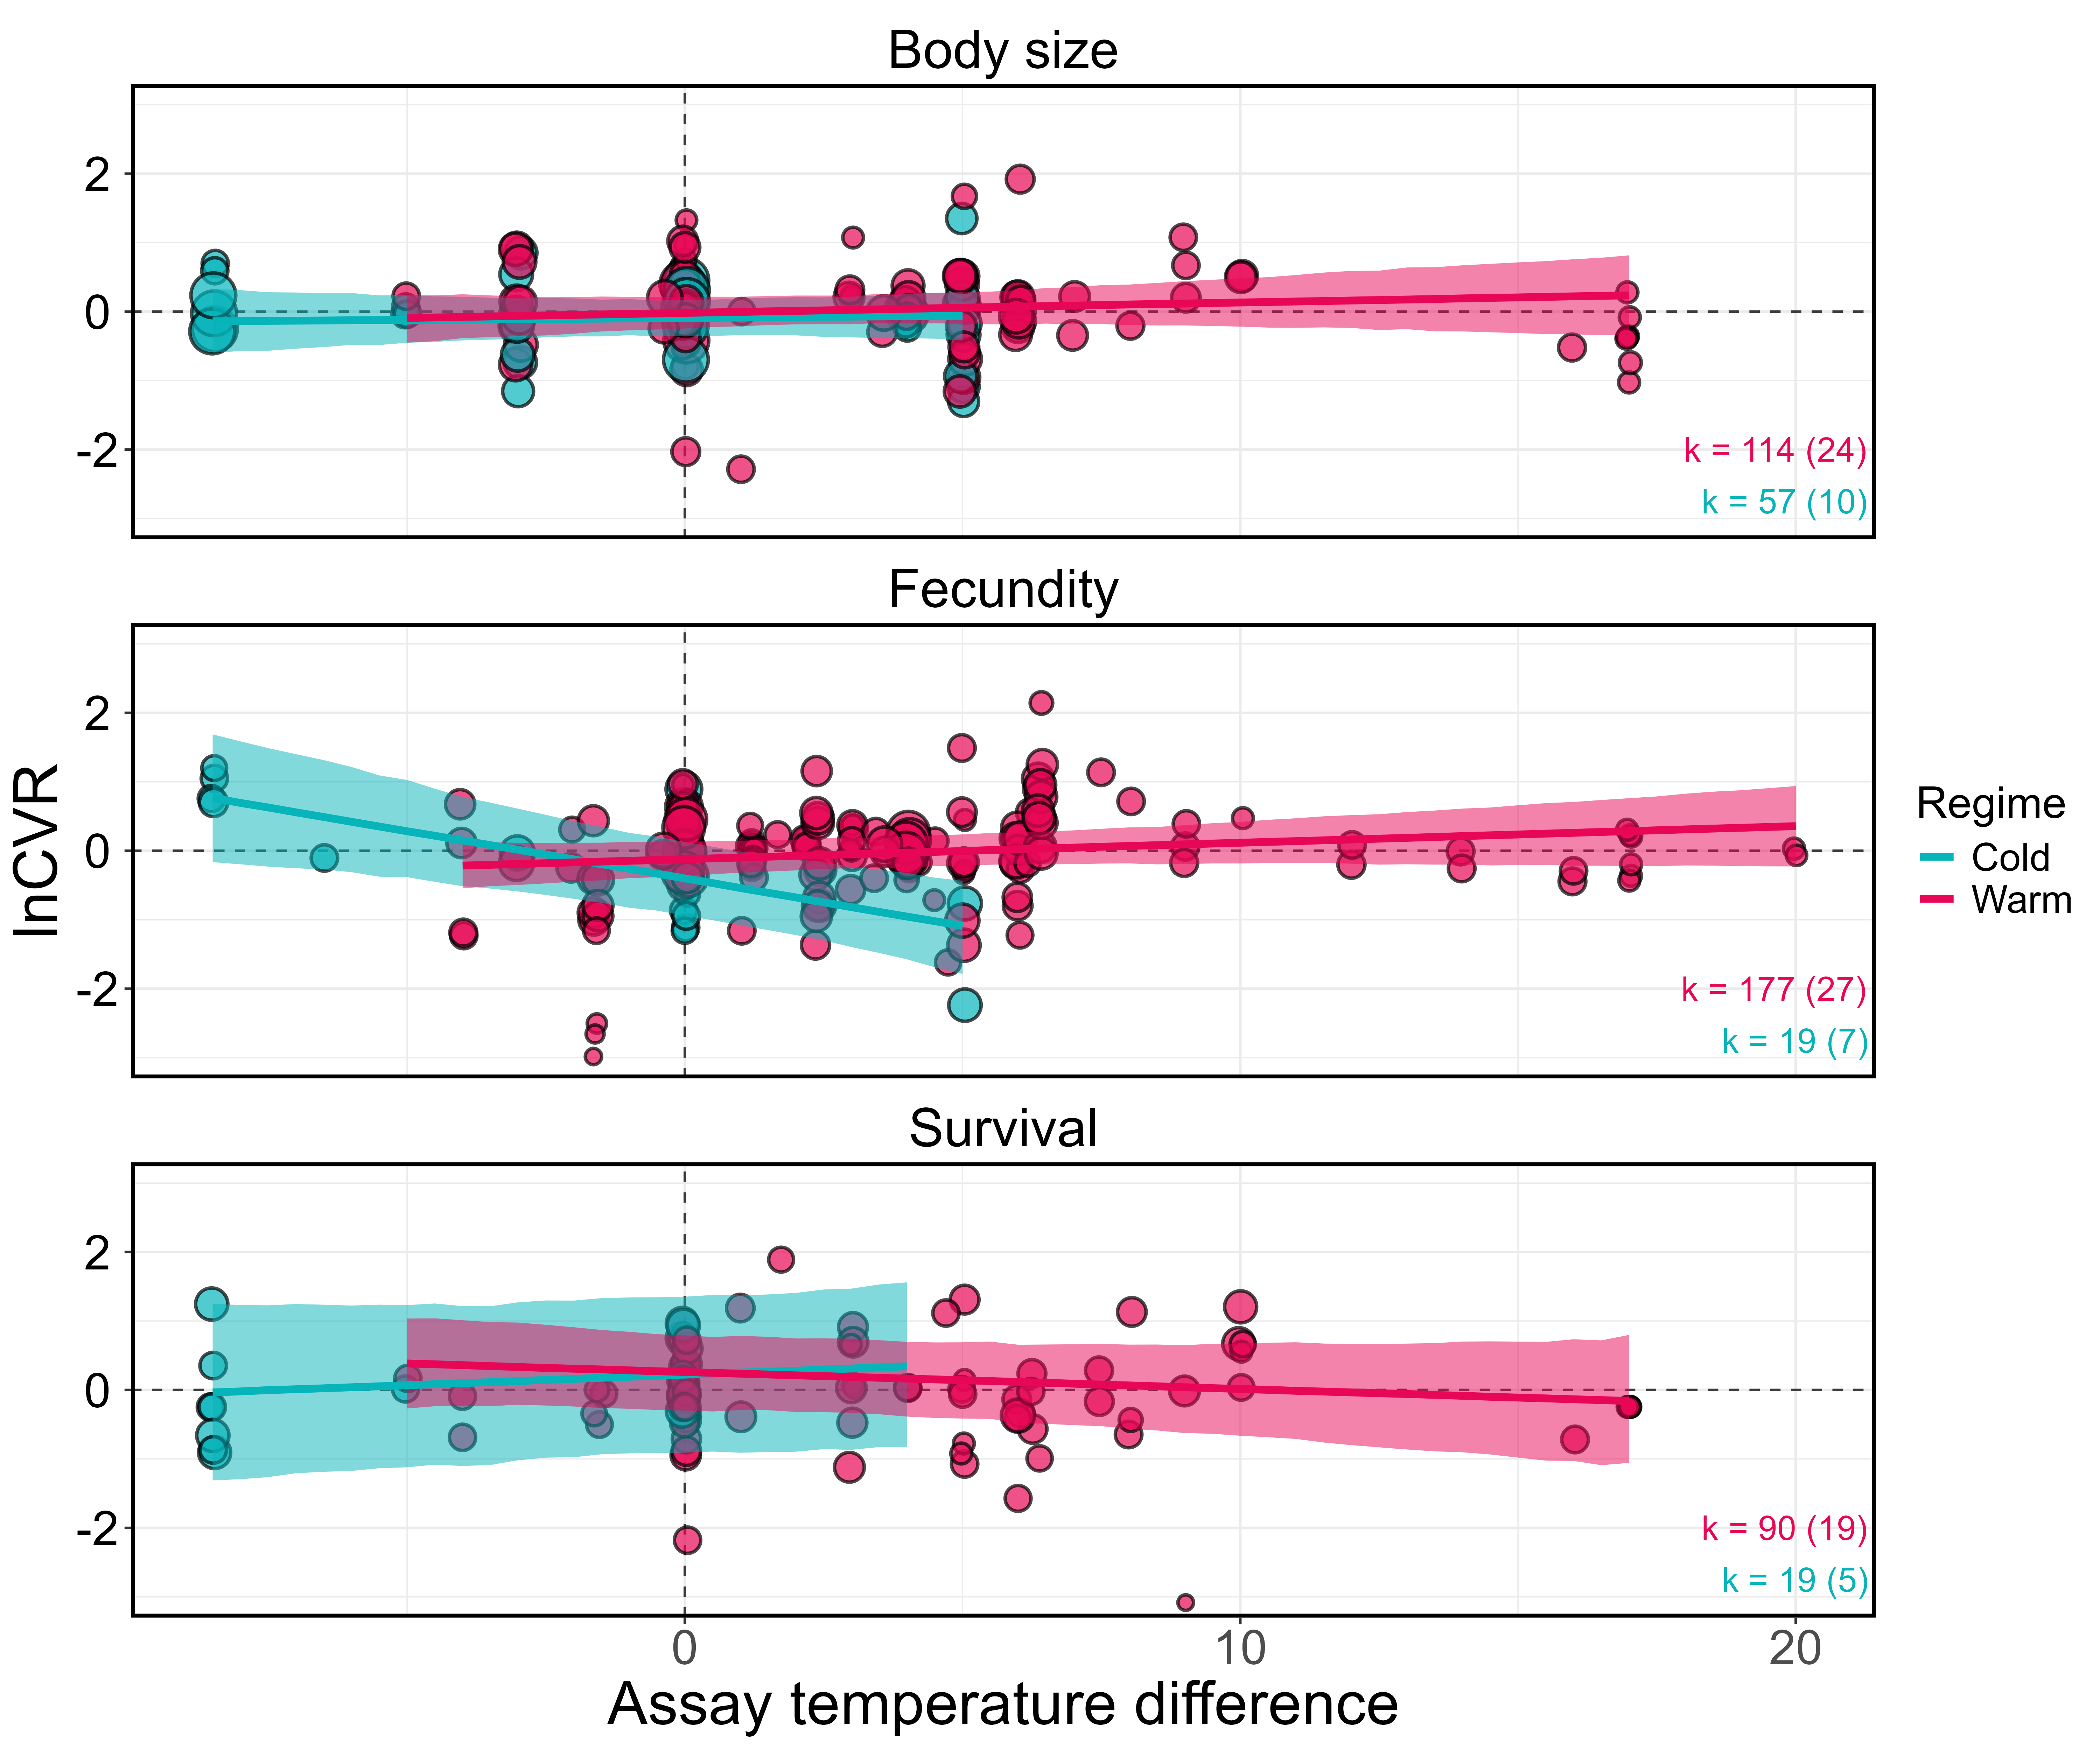 Body size
2
0
-2
k = 114 (24)
k = 57 (10)
Fecundity
lnCVR
2
0
-2
k = 177 (27)
k = 19 (7)
Regime
Cold
Warm
Survival
2
0
-2
k = 90 (19)
k = 19 (5)
0 10 20
Assay temperature difference